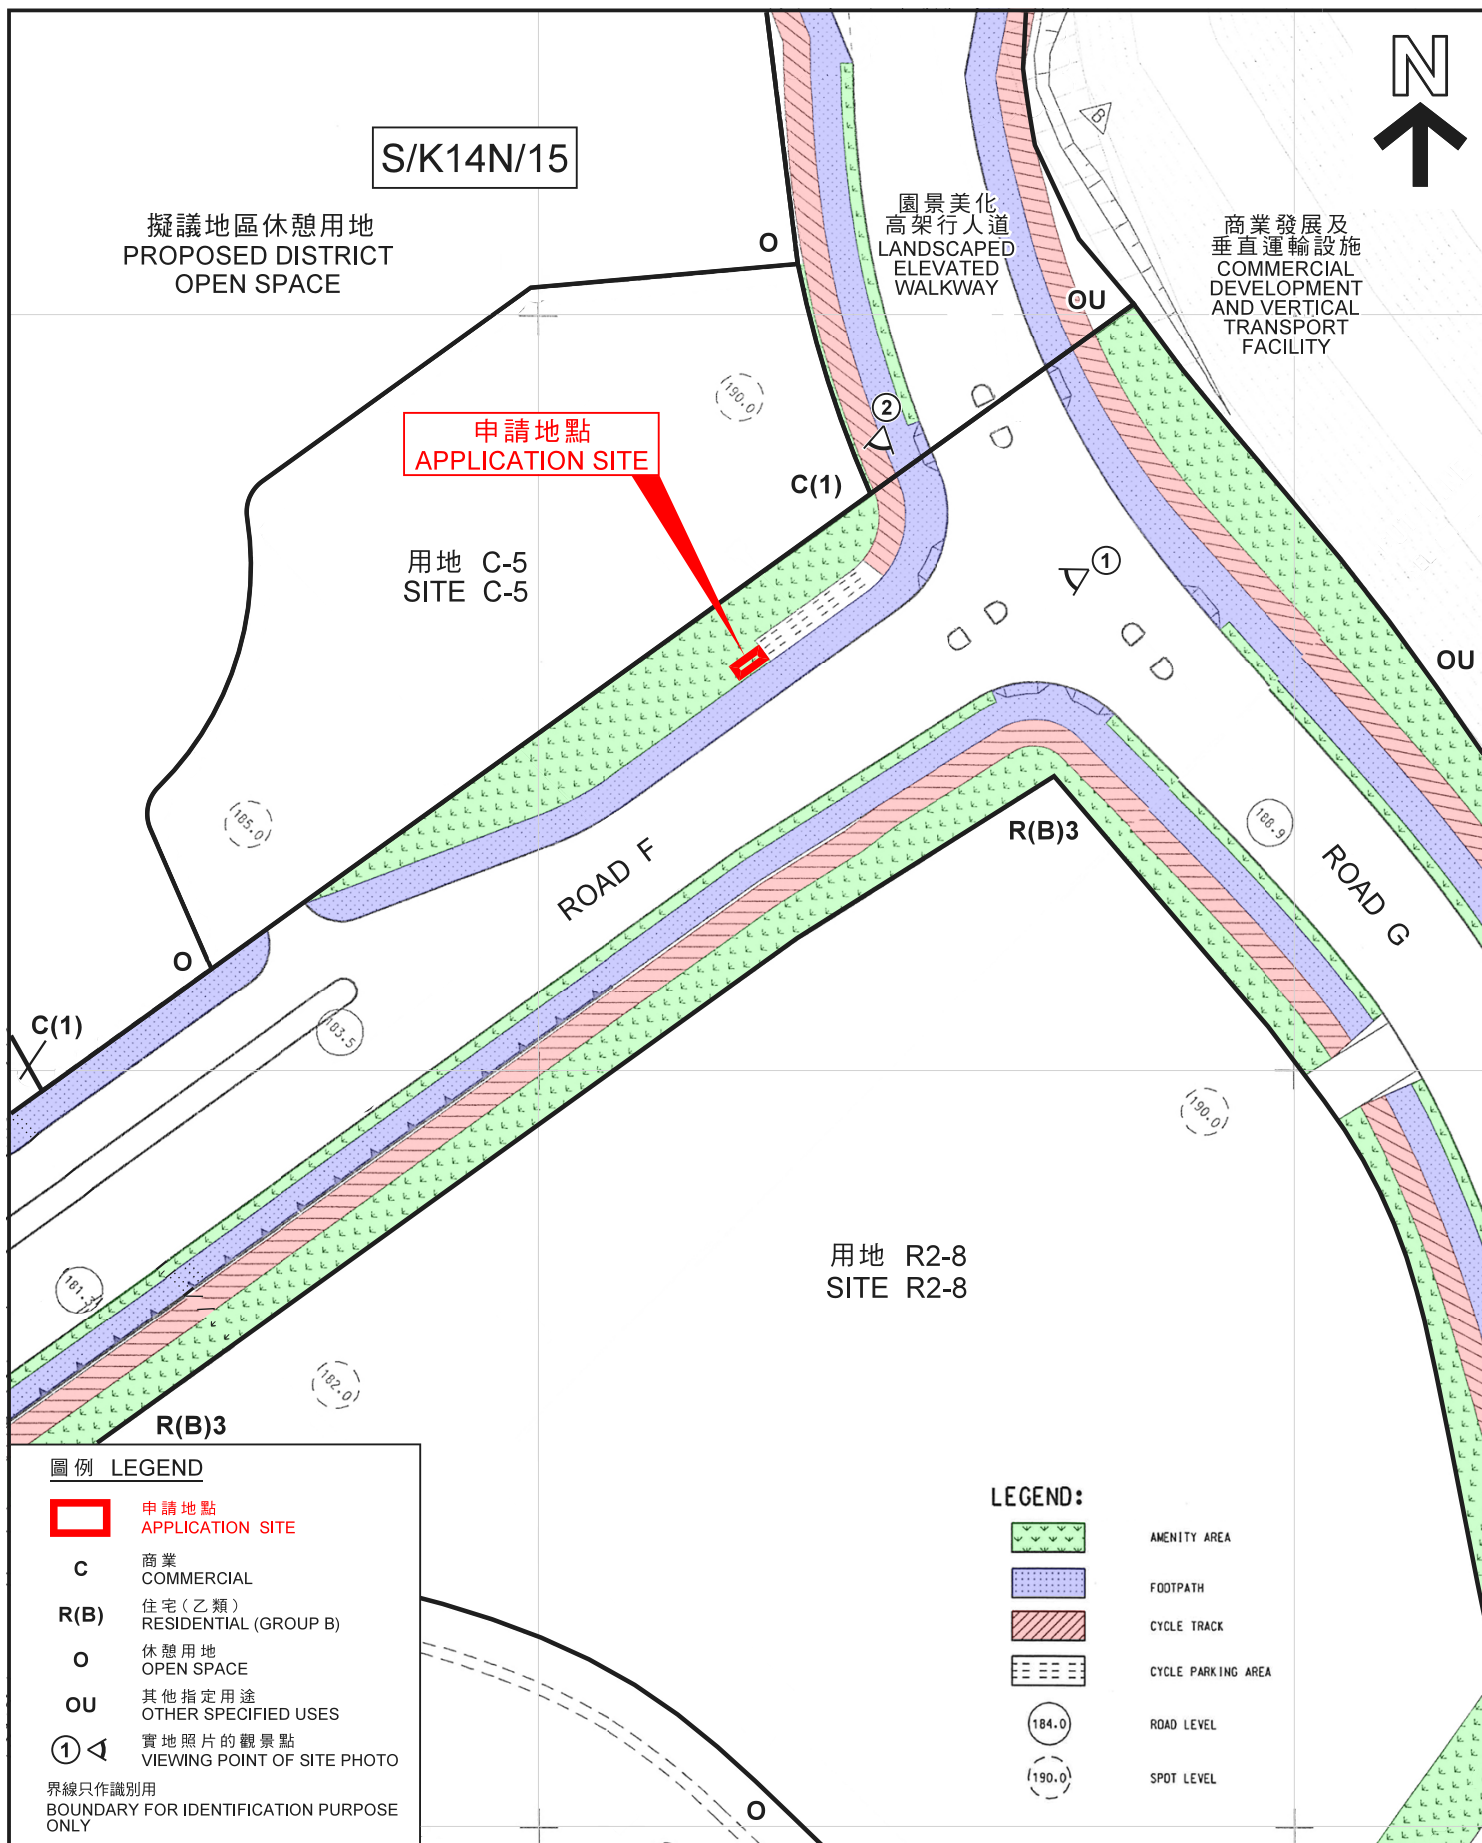 N
S/K14N/15
擬議地區休憩用地
PROPOSED DISTRICT
OPEN SPACE
O
園景美化
高架行人道
LANDSCAPED
ELEVATED
WALKWAY
B
商業發展及
垂直運輸設施
COMMERCIAL
DEVELOPMENT
AND VERTICAL
TRANSPORT
FACILITY
OU
190.0
2
申請地點
APPLICATION SITE
C(1)
用地 C-5
SITE C-5
1
OU
185.0
R(B)3
188.9
ROAD F
ROAD G
O
C(1)
183.5
190.0
用地 R2-8
SITE R2-8
181.3
182.0
R(B)3
圖例 LEGEND
申請地點
APPLICATION SITE
C
商業
COMMERCIAL
R(B)
住宅（乙類）
RESIDENTIAL (GROUP B)
O
休憩用地
OPEN SPACE
OU
其他指定用途
OTHER SPECIFIED USES
1
實地照片的觀景點
VIEWING POINT OF SITE PHOTO
界線只作識別用
BOUNDARY FOR IDENTIFICATION PURPOSE
ONLY
O
LEGEND:
AMENITY AREA
FOOTPATH
CYCLE TRACK
CYCLE PARKING AREA
184.0
ROAD LEVEL
190.0
SPOT LEVEL